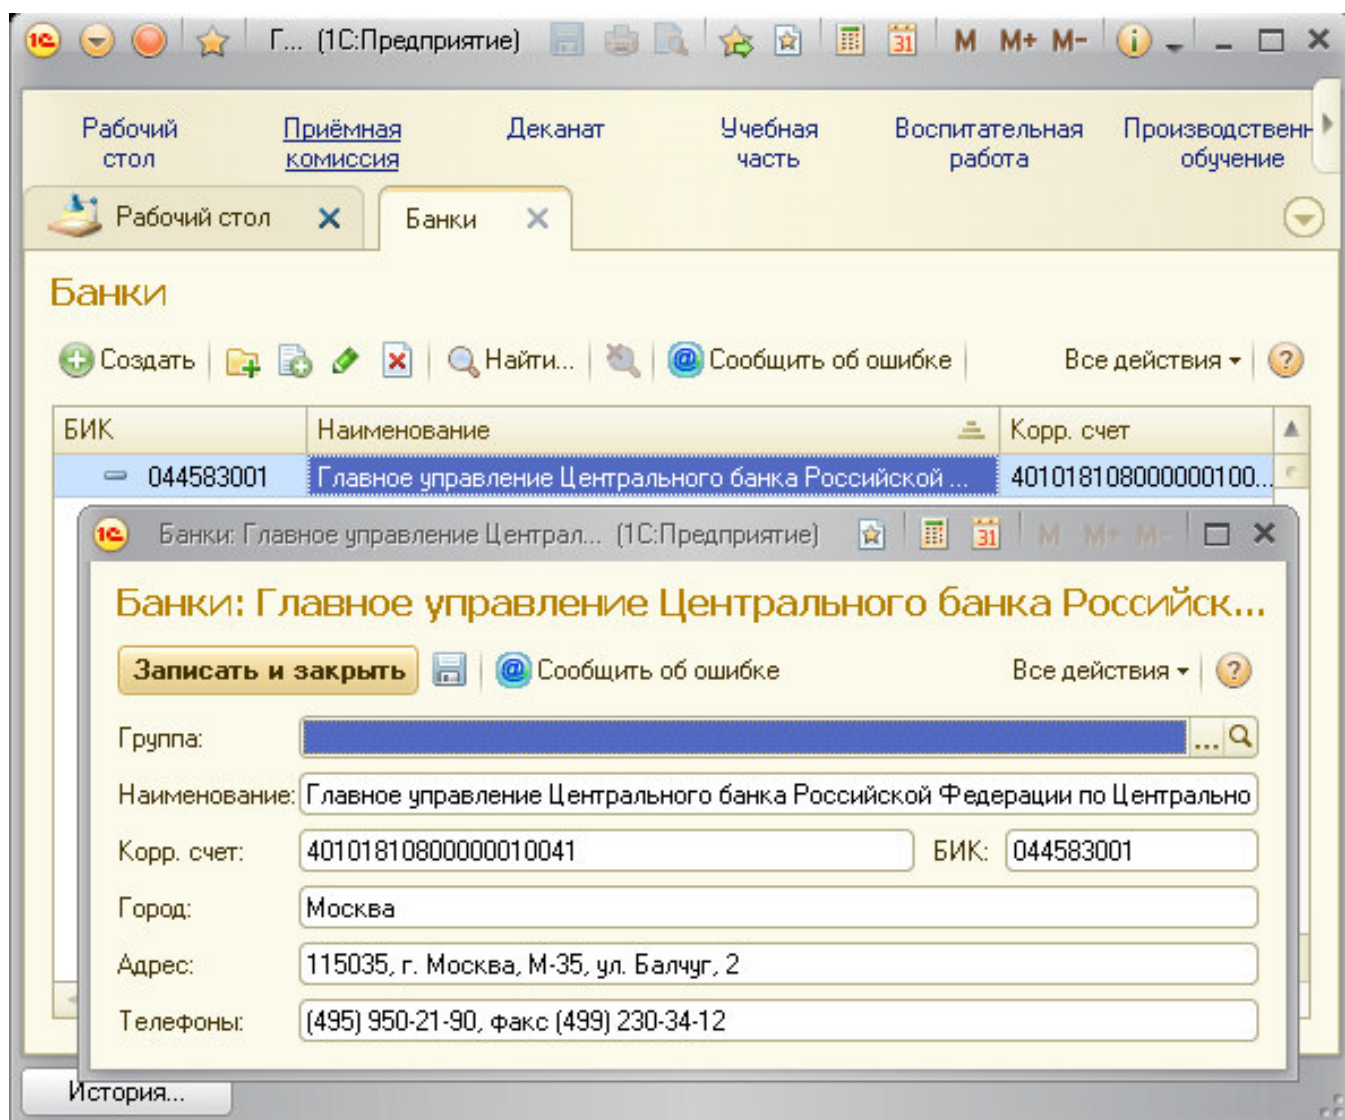 1С Г... (1С:Предприятие) 31 M M+ M-
Рабочий стол
Приёмная комиссия
Деканат
Учебная часть
Воспитательная работа
Производственн обучение
Рабочий стол Банки
Банки
Создать Найти... Сообщить об ошибке Все действия ?
БИК Наименование Корр. счет
044583001 Главное управление Центрального банка Российской ... 401018108000000100...
1С Банки: Главное управление Централ... (1С:Предприятие) 31 M M+ M-
Банки: Главное управление Центрального банка Российск...
Записать и закрыть Сообщить об ошибке Все действия ?
Группа: ...
Наименование: Главное управление Центрального банка Российской Федерации по Центрально
Корр. счет: 40101810800000010041 БИК: 044583001
Город: Москва
Адрес: 115035, г. Москва, М-35, ул. Балчуг, 2
Телефоны: (495) 950-21-90, факс (499) 230-34-12
История...